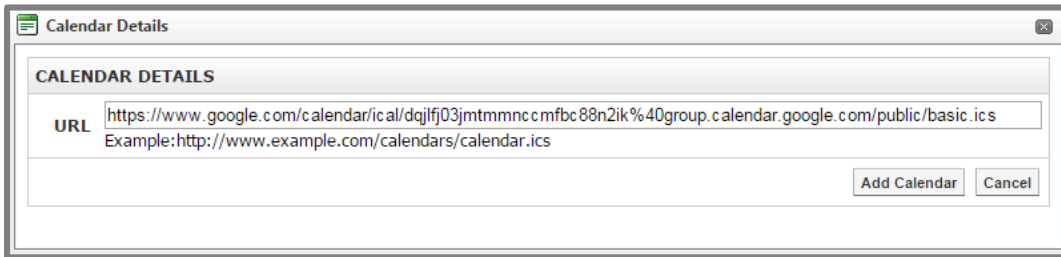 Calendar Details
CALENDAR DETAILS
URL https://www.google.com/calendar/ical/dqjlfj03jmtmmnccmfbc88n2ik%40group.calendar.google.com/public/basic.ics
Example:http://www.example.com/calendars/calendar.ics
Add Calendar Cancel